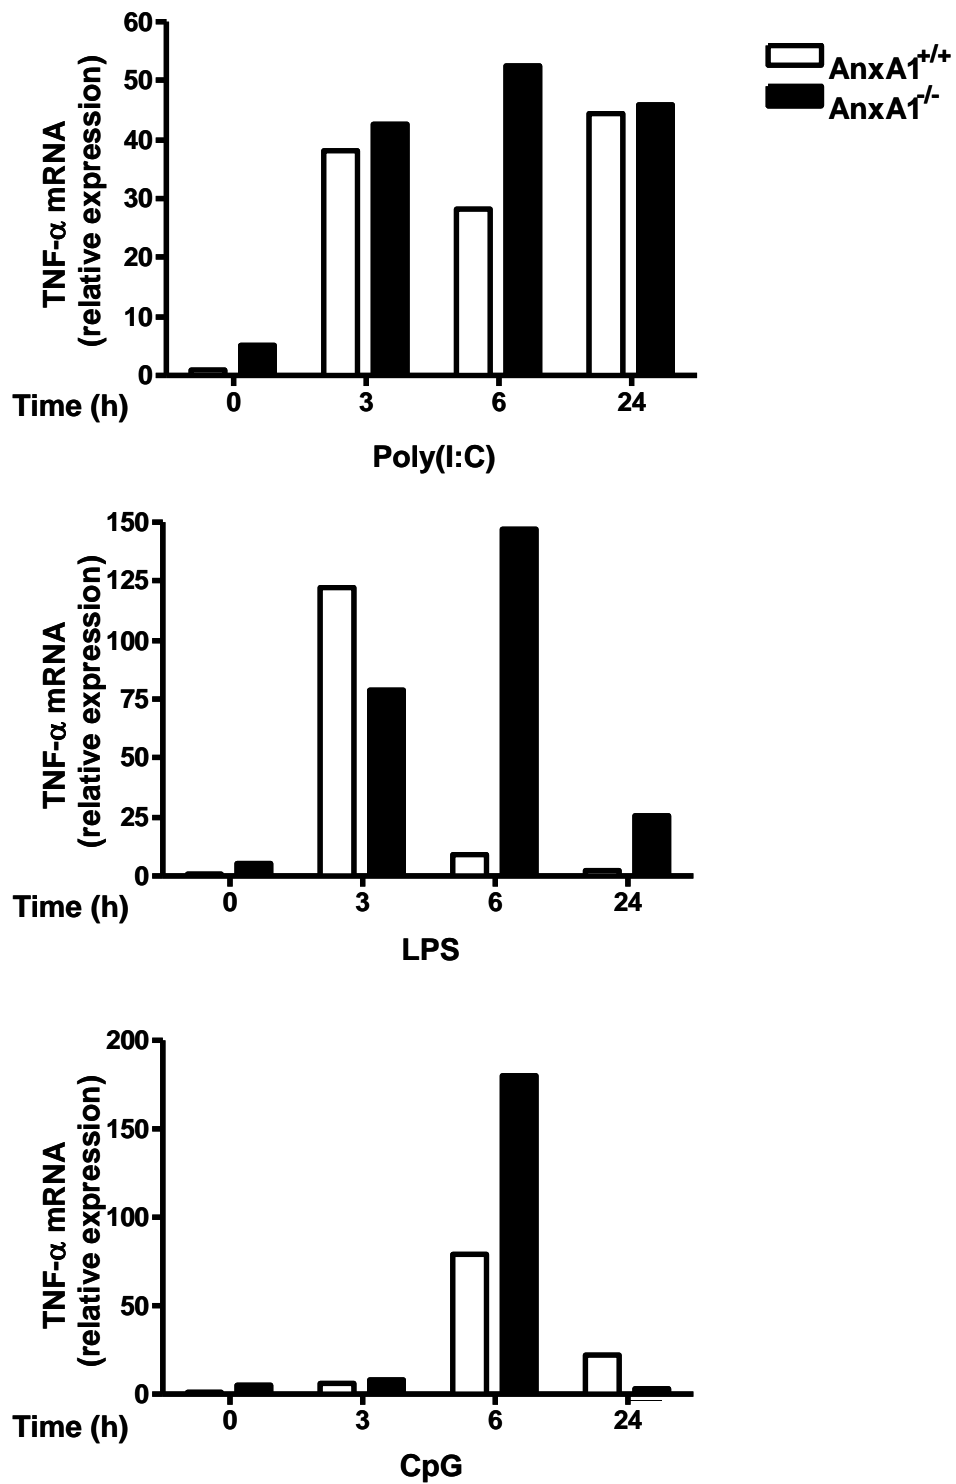 AnxA1+/+
AnxA1-/-
TNF-α mRNA
(relative expression)
60
50
40
30
20
10
0
Time (h) 0 3 6 24
Poly(I:C)
TNF-α mRNA
(relative expression)
150
125
100
75
50
25
0
Time (h) 0 3 6 24
LPS
TNF-α mRNA
(relative expression)
200
150
100
50
0
Time (h) 0 3 6 24
CpG